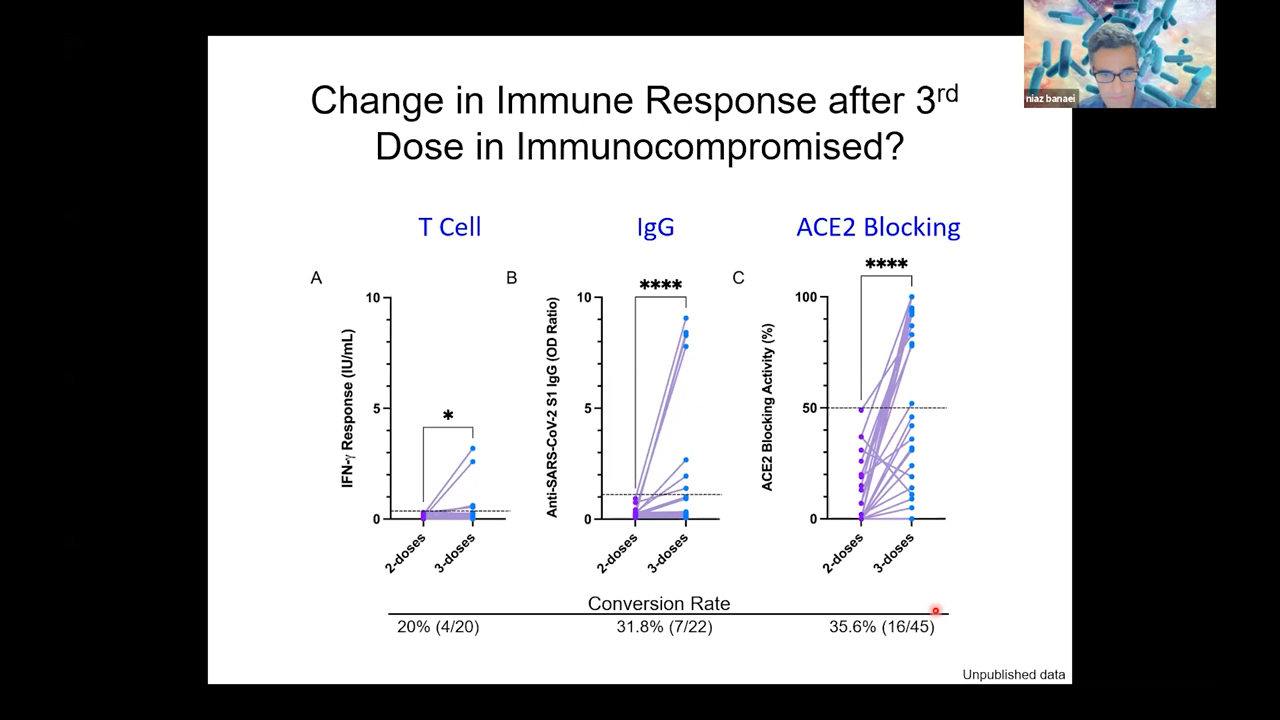 niaz banaei
Change in Immune Response after 3rd
Dose in Immunocompromised?
T Cell
IgG
ACE2 Blocking
A
*
IFN-γ Response (IU/mL)
10
5
0
2-doses
3-doses
B
****
Anti-SARS-CoV-2 S1 IgG (OD Ratio)
10
5
0
2-doses
3-doses
C
****
ACE2 Blocking Activity (%)
100
50
0
2-doses
3-doses
Conversion Rate
20% (4/20)
31.8% (7/22)
35.6% (16/45)
Unpublished data